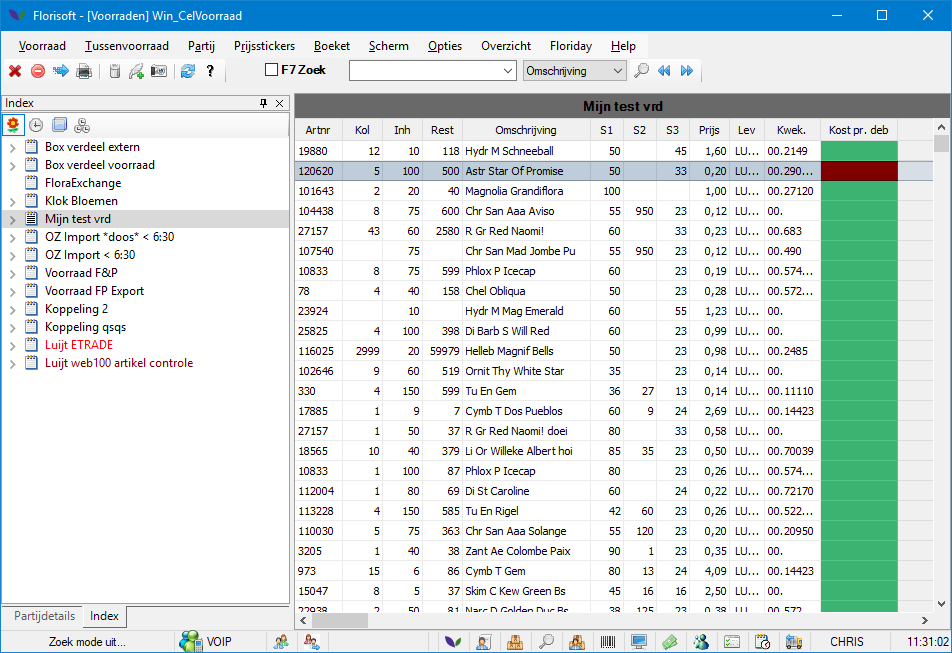 Florisoft - [Voorraden] Win_CelVoorraad
Voorraad Tussenvoorraad Partij Prijsstickers Boeket Scherm Opties Overzicht Floriday Help
F7 Zoek Omschrijving
Index
Box verdeel extern
Box verdeel voorraad
FloraExchange
Klok Bloemen
Mijn test vrd
OZ Import *doos* < 6:30
OZ Import < 6:30
Voorraad F&P
Voorraad FP Export
Koppeling 2
Koppeling qsqs
Luijt ETRADE
Luijt web100 artikel controle
Partijdetails Index
Mijn test vrd
Artnr Kol Inh Rest Omschrijving S1 S2 S3 Prijs Lev Kwek. Kost pr. deb
19880 12 10 118 Hydr M Schneeball 50 45 1,60 LU... 00.2149
120620 5 100 500 Astr Star Of Promise 50 33 0,20 LU... 00.290...
101643 2 20 40 Magnolia Grandiflora 100 1,00 LU... 00.27120
104438 8 75 600 Chr San Aaa Aviso 55 950 23 0,12 LU... 00.
27157 43 60 2580 R Gr Red Naomi! 60 33 0,23 LU... 00.683
107540 75 Chr San Mad Jombe Pu 55 950 23 0,12 LU... 00.490
10833 8 75 599 Phlox P Icecap 60 23 0,19 LU... 00.574...
78 4 40 158 Chel Obliqua 50 23 0,28 LU... 00.572...
23924 10 Hydr M Mag Emerald 60 55 1,23 LU... 00.
25825 4 100 398 Di Barb S Will Red 60 23 0,99 LU... 00.
116025 2999 20 59979 Helleb Magnif Bells 50 23 0,98 LU... 00.2485
102646 9 60 519 Ornit Thy White Star 35 23 0,14 LU... 00.
330 4 150 599 Tu En Gem 36 27 13 0,14 LU... 00.11110
17885 1 9 7 Cymb T Dos Pueblos 60 9 24 2,69 LU... 00.14423
27157 1 50 37 R Gr Red Naomi! doei 80 33 0,58 LU... 00.
18565 10 40 379 Li Or Willeke Albert hoi 85 35 23 0,50 LU... 00.70039
10833 1 100 87 Phlox P Icecap 80 23 0,26 LU... 00.574...
112004 1 80 69 Di St Caroline 60 24 0,22 LU... 00.72170
113228 4 150 585 Tu En Rigel 42 60 23 0,26 LU... 00.522...
110030 5 75 363 Chr San Aaa Solange 55 120 23 0,20 LU... 00.20950
3205 1 40 38 Zant Ae Colombe Paix 90 1 23 0,35 LU... 00.
973 15 6 86 Cymb T Gem 80 13 24 4,09 LU... 00.14423
15047 8 5 37 Skim C Kew Green Bs 45 16 16 2,50 LU... 00.
22938 2 50 81 Narc D Golden Duc Bs 38 125 23 0,38 LU... 00.572...
Zoek mode uit... VOIP CHRIS 11:31:02